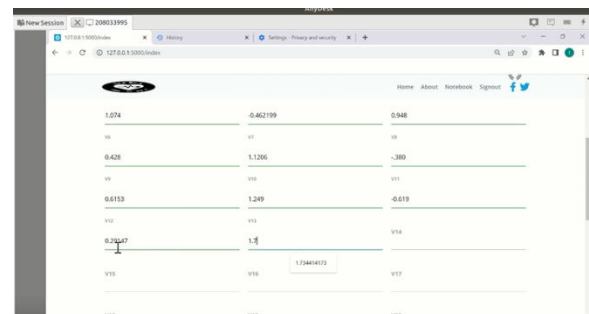 AnyDesk
New Session 208033995
127.0.0.1:5000/index History Settings - Privacy and security
127.0.0.1:5000/index
Home About Notebook Signout
1.074 -0.462199 0.948
V6 V7 V8
0.428 1.1206 -.380
V9 V10 V11
0.6153 1.249 -0.619
V12 V13
V14
0.29147 1.7
1.734414173
V15 V16 V17